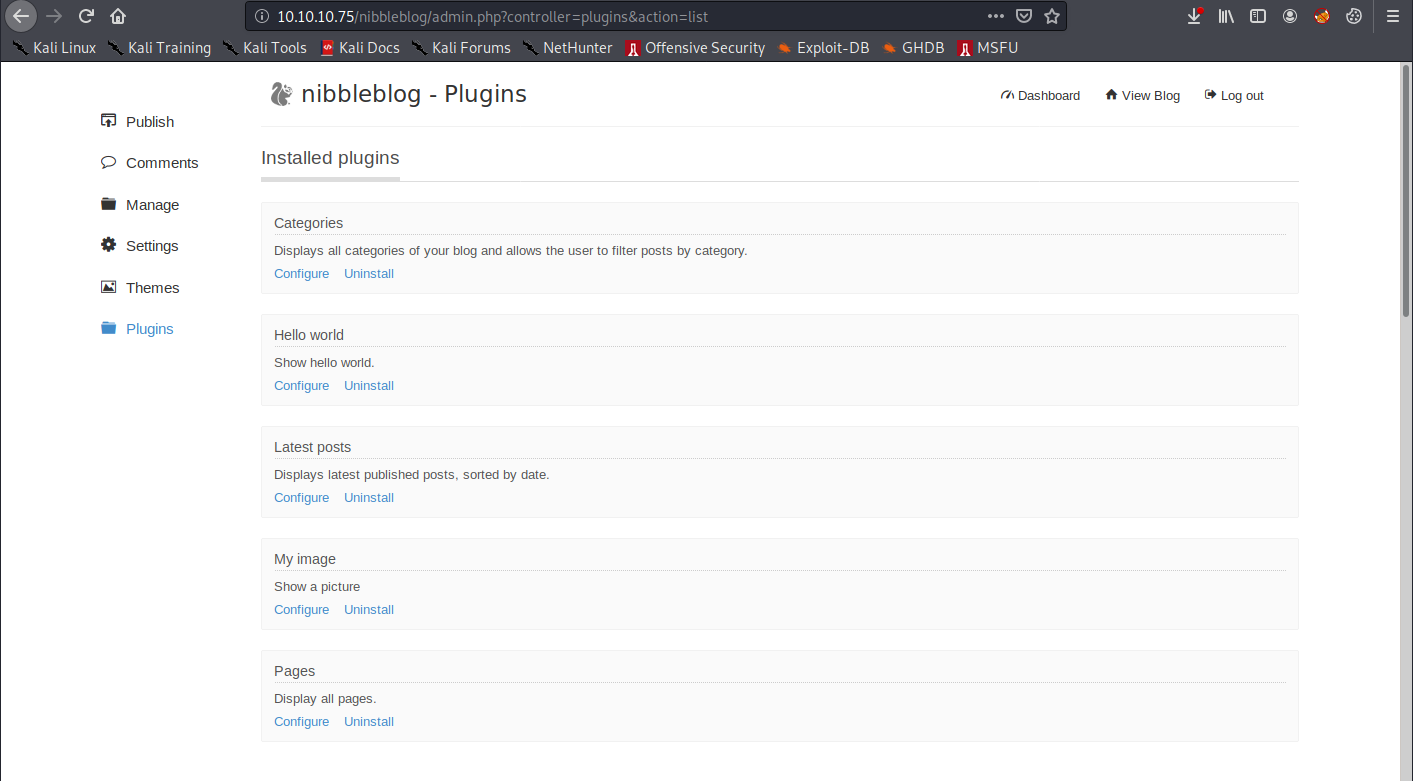 10.10.10.75/nibbleblog/admin.php?controller=plugins&action=list
Kali Linux Kali Training Kali Tools Kali Docs Kali Forums NetHunter Offensive Security Exploit-DB GHDB MSFU
nibbleblog - Plugins Dashboard View Blog Log out
Publish
Comments
Manage
Settings
Themes
Plugins
Installed plugins
Categories
Displays all categories of your blog and allows the user to filter posts by category.
Configure Uninstall
Hello world
Show hello world.
Configure Uninstall
Latest posts
Displays latest published posts, sorted by date.
Configure Uninstall
My image
Show a picture
Configure Uninstall
Pages
Display all pages.
Configure Uninstall